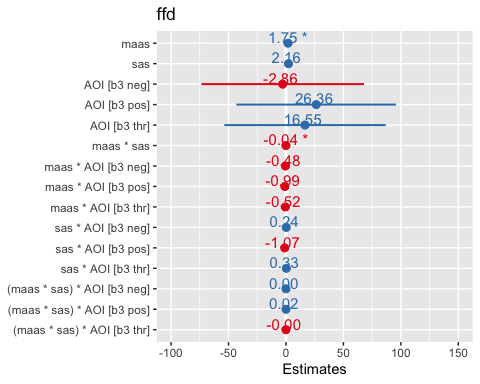 ffd
maas 1.75 *
sas 2.16
AOI [b3 neg] -2.86
AOI [b3 pos] 26.36
AOI [b3 thr] 16.55
maas * sas -0.04 *
maas * AOI [b3 neg] -0.48
maas * AOI [b3 pos] -0.99
maas * AOI [b3 thr] -0.52
sas * AOI [b3 neg] 0.24
sas * AOI [b3 pos] -1.07
sas * AOI [b3 thr] 0.33
(maas * sas) * AOI [b3 neg] 0.00
(maas * sas) * AOI [b3 pos] 0.02
(maas * sas) * AOI [b3 thr] -0.00
-100 -50 0 50 100 150
Estimates